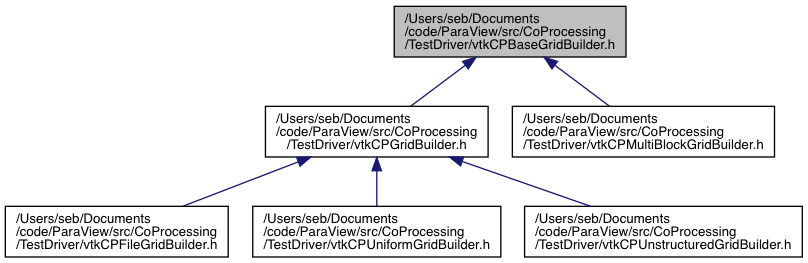 /Users/seb/Documents
/code/ParaView/src/CoProcessing
/TestDriver/vtkCPBaseGridBuilder.h
/Users/seb/Documents
/code/ParaView/src/CoProcessing
/TestDriver/vtkCPGridBuilder.h
/Users/seb/Documents
/code/ParaView/src/CoProcessing
/TestDriver/vtkCPMultiBlockGridBuilder.h
/Users/seb/Documents
/code/ParaView/src/CoProcessing
/TestDriver/vtkCPFileGridBuilder.h
/Users/seb/Documents
/code/ParaView/src/CoProcessing
/TestDriver/vtkCPUniformGridBuilder.h
/Users/seb/Documents
/code/ParaView/src/CoProcessing
/TestDriver/vtkCPUnstructuredGridBuilder.h